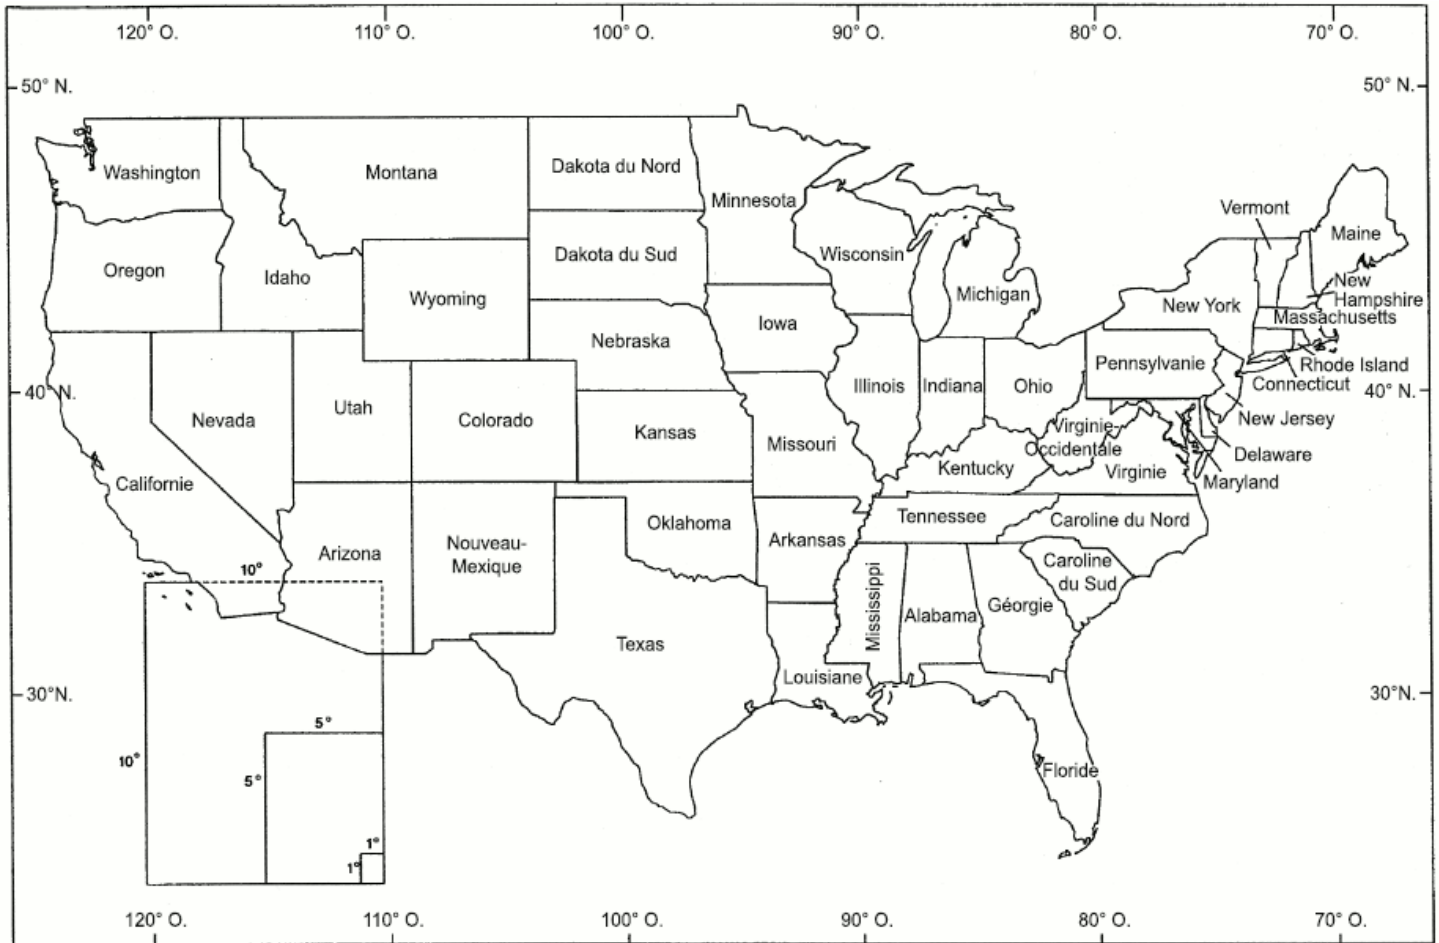 120° O.
110° O.
100° O.
90° O.
80° O.
70° O.
50° N.
50° N.
Washington
Montana
Dakota du Nord
Minnesota
Vermont
Maine
Oregon
Idaho
Wyoming
Dakota du Sud
Wisconsin
Michigan
New York
New
Hampshire
Massachusetts
Iowa
Nebraska
Pennsylvanie
Rhode Island
Connecticut
40° N.
40° N.
Nevada
Utah
Colorado
Kansas
Missouri
Illinois
Indiana
Ohio
New Jersey
Virginie-
Occidentale
Delaware
Californie
Kentucky
Virginie
Maryland
Arizona
Nouveau-
Mexique
Oklahoma
Arkansas
Tennessee
Caroline du Nord
Caroline
du Sud
10°
Mississippi
Alabama
Géorgie
Texas
Louisiane
30°N.
30° N.
5°
10°
5°
Floride
1°
1°
120° O.
110° O.
100° O.
90° O.
80° O.
70° O.